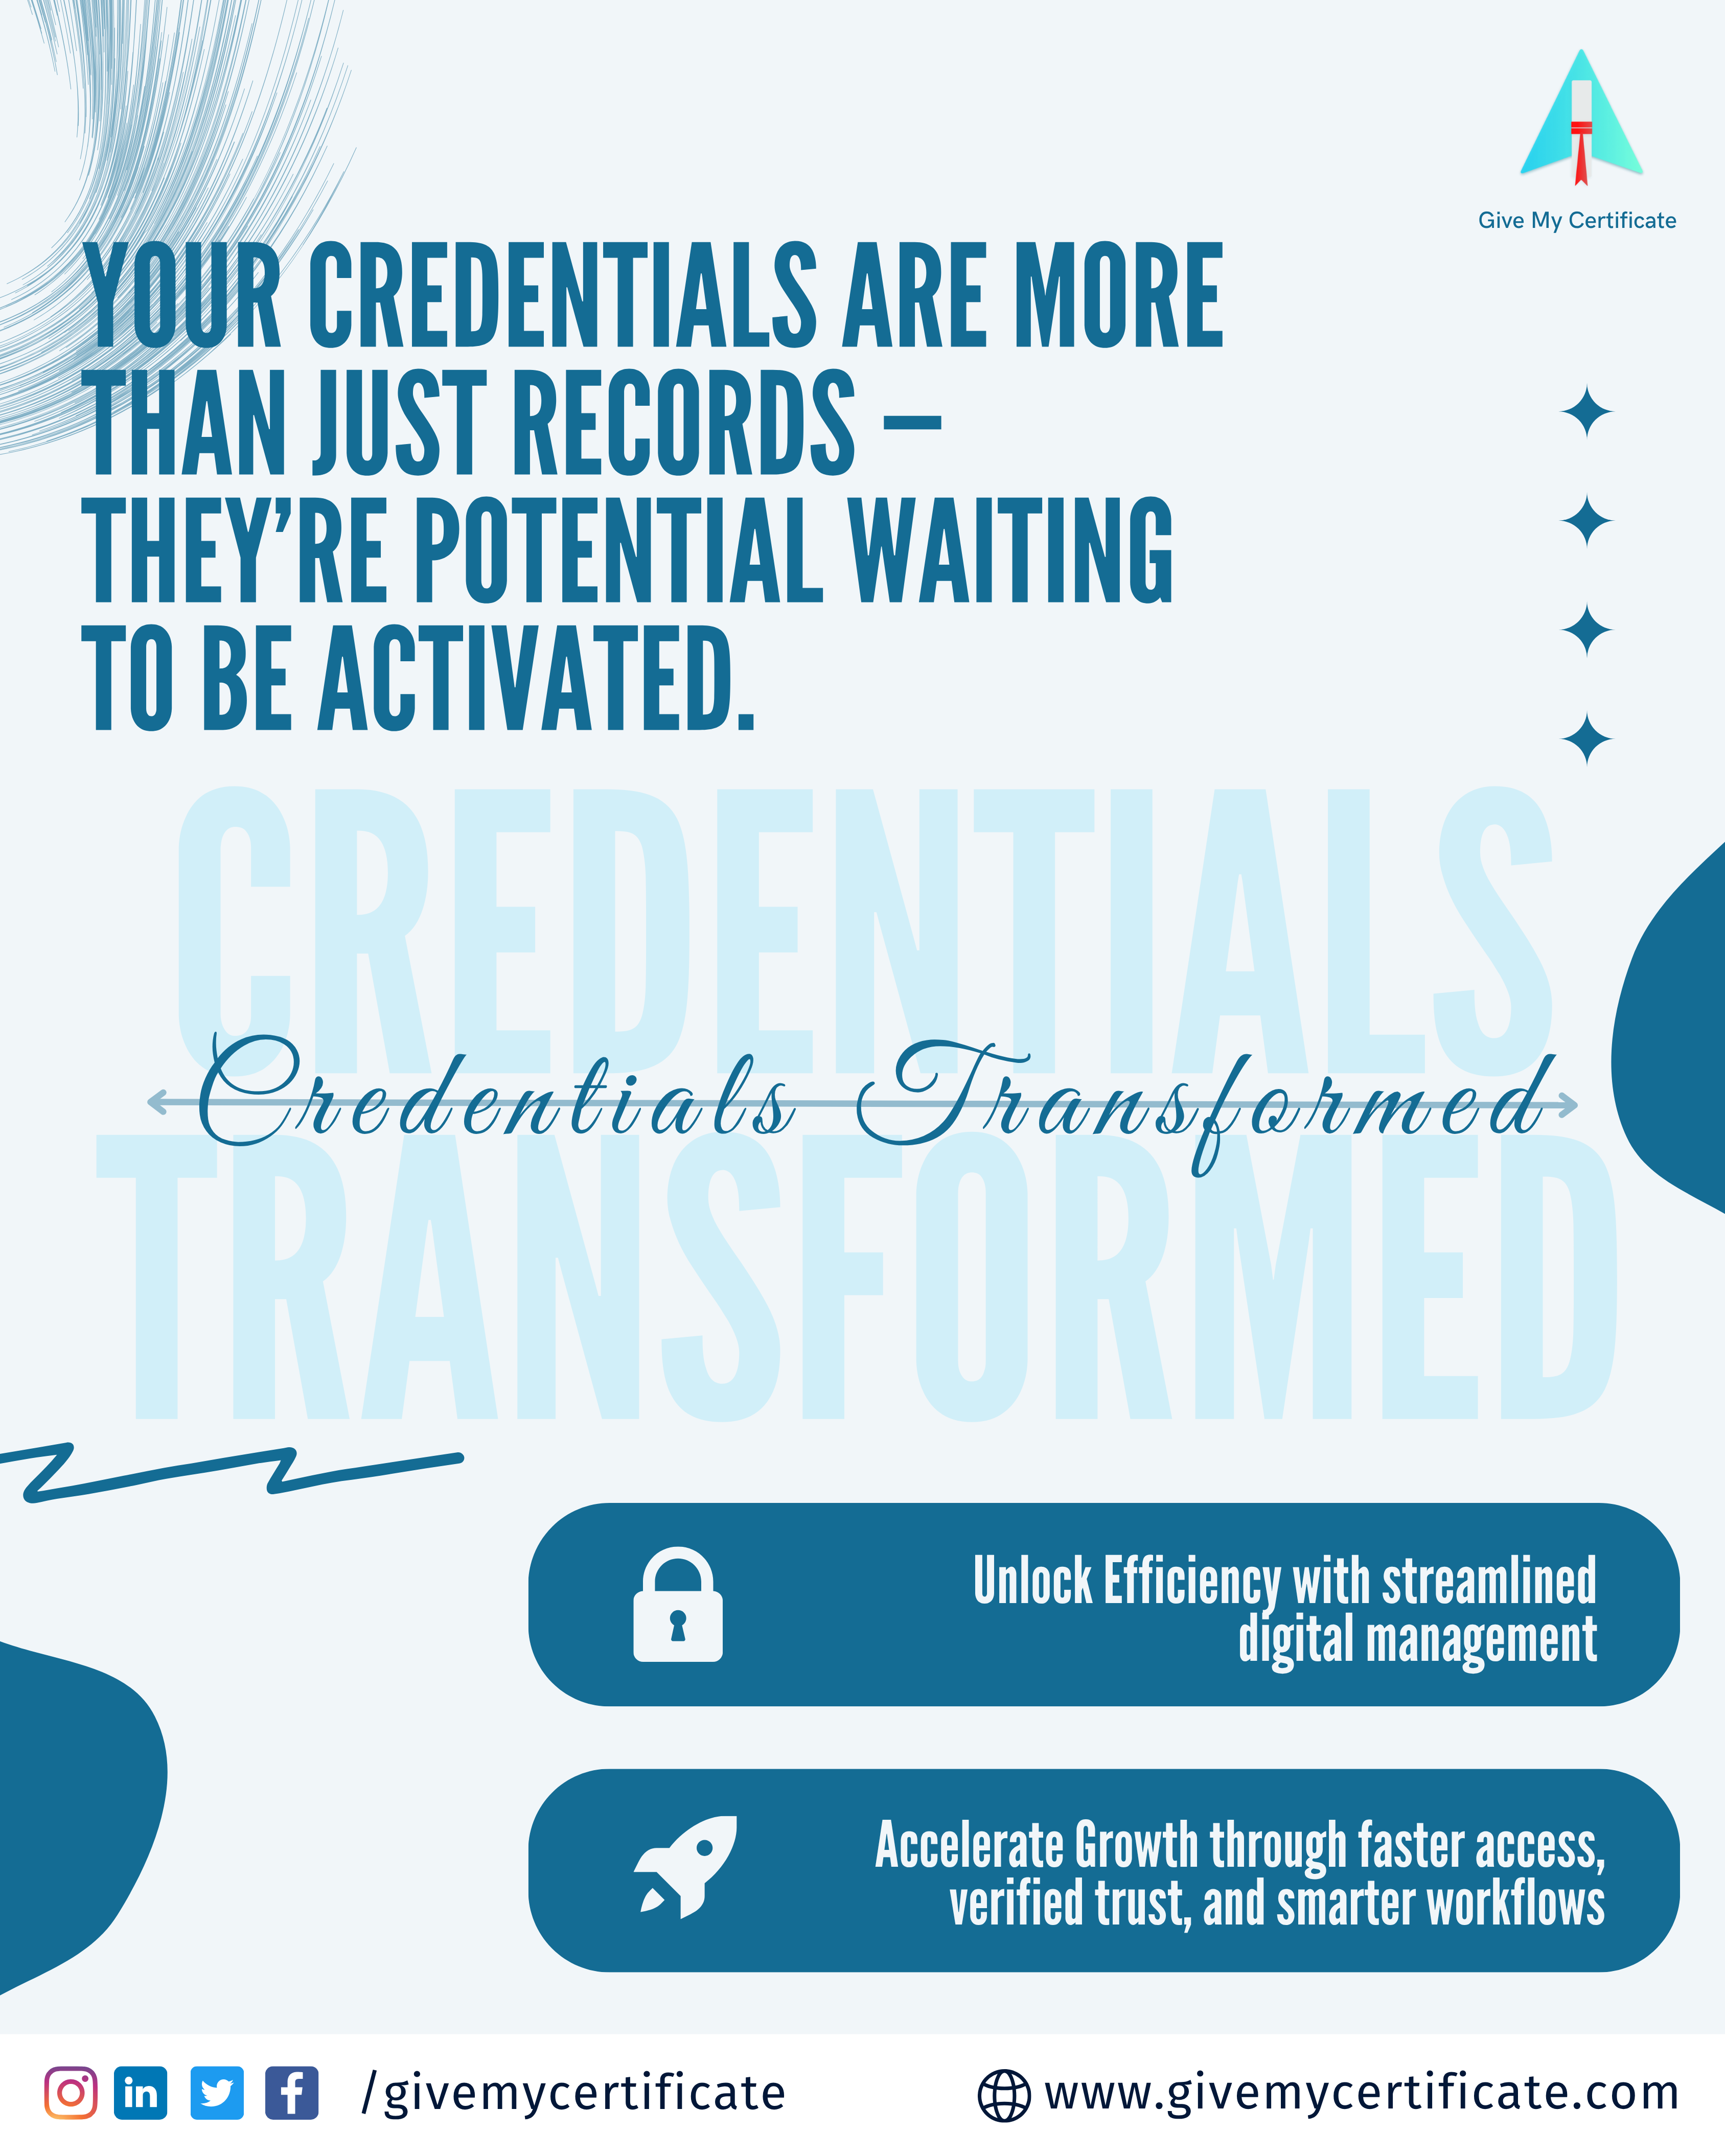 Give My Certificate
YOUR CREDENTIALS ARE MORE
THAN JUST RECORDS —
THEY’RE POTENTIAL WAITING
TO BE ACTIVATED.
CREDENTIALS
Credentials Transformed
TRANSFORMED
Unlock Efficiency with streamlined
digital management
Accelerate Growth through faster access,
verified trust, and smarter workflows
/givemycertificate
www.givemycertificate.com